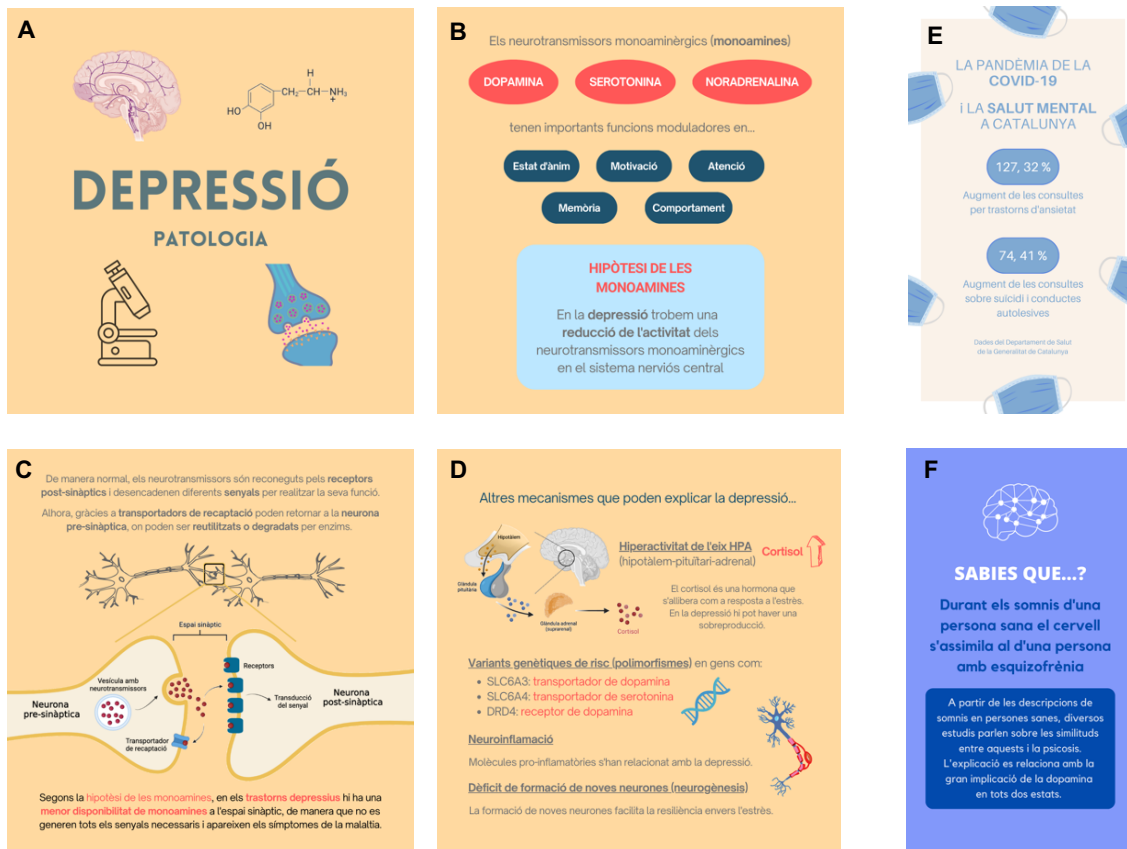 A
H
CH₂
C
NH₃
+
H
HO
OH
DEPRESSIÓ
PATOLOGIA
B
Els neurotransmissors monoaminèrgics (monoamines)
DOPAMINA SEROTONINA NORADRENALINA
tenen importants funcions moduladores en...
Estat d'ànim Motivació Atenció
Memòria Comportament
HIPÒTESI DE LES
MONOAMINES
En la depressió trobem una
reducció de l'activitat dels
neurotransmissors monoaminèrgics
en el sistema nerviós central
E
LA PANDÈMIA DE LA
COVID-19
i LA SALUT MENTAL
A CATALUNYA
127, 32 %
Augment de les consultes
per trastorns d'ansietat
74, 41 %
Augment de les consultes
sobre suïcidi i conductes
autolesives
Dades del Departament de Salut
de la Generalitat de Catalunya
C
De manera normal, els neurotransmissors són reconeguts pels receptors
post-sinàptics i desencadenen diferents senyals per realitzar la seva funció.
Alhora, gràcies a transportadors de recaptació poden retornar a la neurona
pre-sinàptica, on poden ser reutilitzats o degradats per enzims.
Espai sinàptic
Receptors
Vesícula amb
neurotransmissors
Neurona
pre-sinàptica
Transducció
del senyal
Neurona
post-sinàptica
Transportador
de recaptació
Segons la hipotèsi de les monoamines, en els trastorns depressius hi ha una
menor disponibilitat de monoamines a l'espai sinàptic, de manera que no es
generen tots els senyals necessaris i apareixen els símptomes de la malaltia.
D
Altres mecanismes que poden explicar la depressió...
Hipotàlem
Glàndula
pituitària
Glàndula adrenal
(suprarenal)
Cortisol
Hiperactivitat de l'eix HPA
(hipotàlem-pituïtari-adrenal)
Cortisol
El cortisol és una hormona que
s'allibera com a resposta a l'estrès.
En la depressió hi pot haver una
sobreproducció.
Variants genètiques de risc (polimorfismes) en gens com:
• SLC6A3: transportador de dopamina
• SLC6A4: transportador de serotonina
• DRD4: receptor de dopamina
Neuroinflamació
Molècules pro-inflamatòries s'han relacionat amb la depressió.
Dèficit de formació de noves neurones (neurogènesis)
La formació de noves neurones facilita la resiliència envers l'estrès.
F
SABIES QUE...?
Durant els somnis d'una
persona sana el cervell
s'assimila al d'una persona
amb esquizofrènia
A partir de les descripcions de
somnis en persones sanes, diversos
estudis parlen sobre les similituds
entre aquests i la psicosis.
L'explicació es relaciona amb la
gran implicació de la dopamina
en tots dos estats.